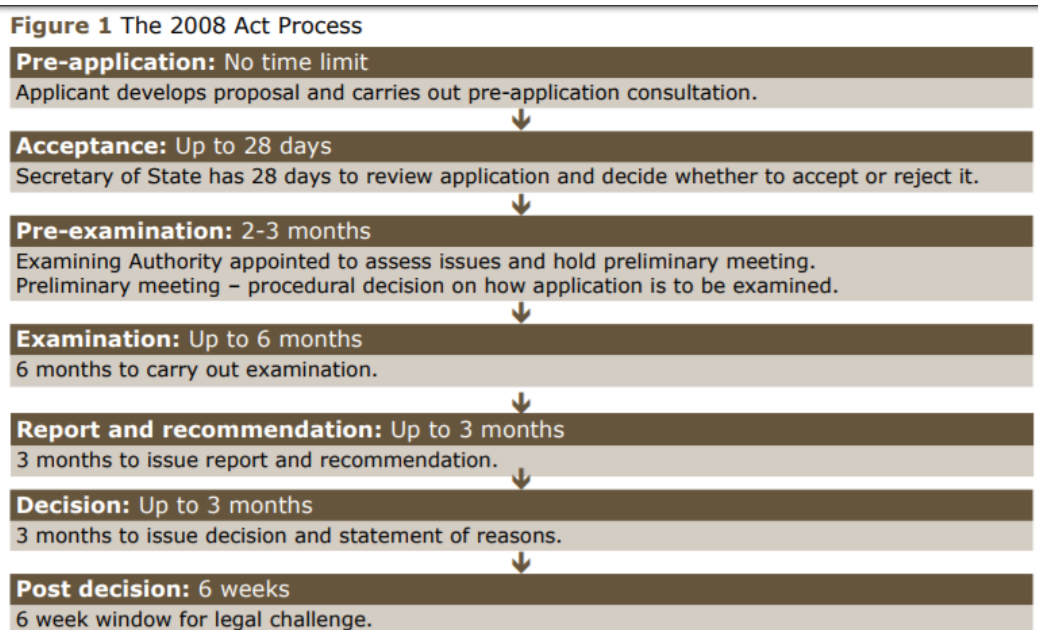 Figure 1 The 2008 Act Process
Pre-application: No time limit
Applicant develops proposal and carries out pre-application consultation.
Acceptance: Up to 28 days
Secretary of State has 28 days to review application and decide whether to accept or reject it.
Pre-examination: 2-3 months
Examining Authority appointed to assess issues and hold preliminary meeting.
Preliminary meeting – procedural decision on how application is to be examined.
Examination: Up to 6 months
6 months to carry out examination.
Report and recommendation: Up to 3 months
3 months to issue report and recommendation.
Decision: Up to 3 months
3 months to issue decision and statement of reasons.
Post decision: 6 weeks
6 week window for legal challenge.